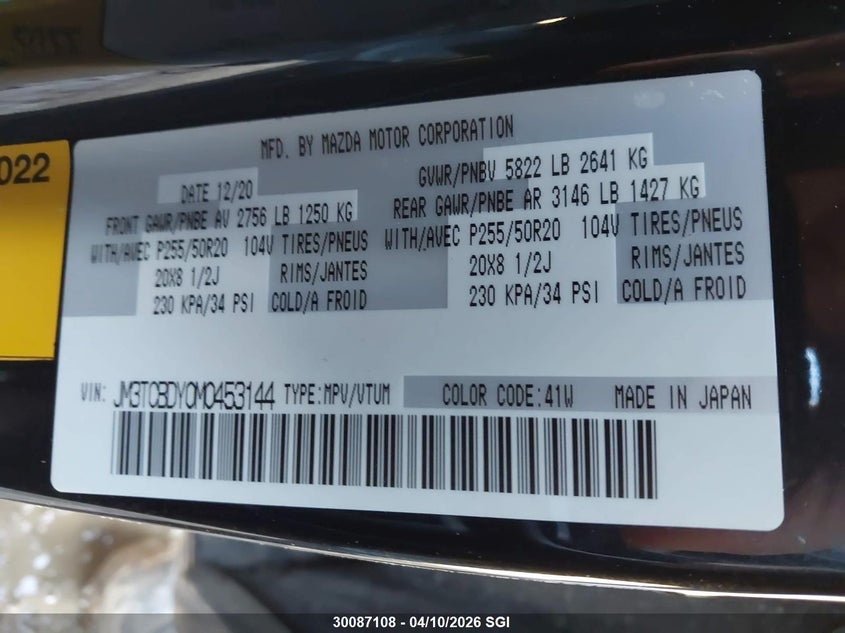 022
MFD. BY MAZDA MOTOR CORPORATION
DATE 12/20
GVWR/PNBV 5822 LB 2641 KG
FRONT GAWR/PNBE AV 2756 LB 1250 KG
REAR GAWR/PNBE AR 3146 LB 1427 KG
WITH/AVEC P255/50R20 104V TIRES/PNEUS
WITH/AVEC P255/50R20 104V TIRES/PNEUS
20X8 1/2J RIMS/JANTES
20X8 1/2J RIMS/JANTES
230 KPA/34 PSI COLD/A FROID
230 KPA/34 PSI COLD/A FROID
VIN: JM3TCBDY0M0453144 TYPE:MPV/VTUM COLOR CODE:41W MADE IN JAPAN
30087108 - 04/10/2026 SGI